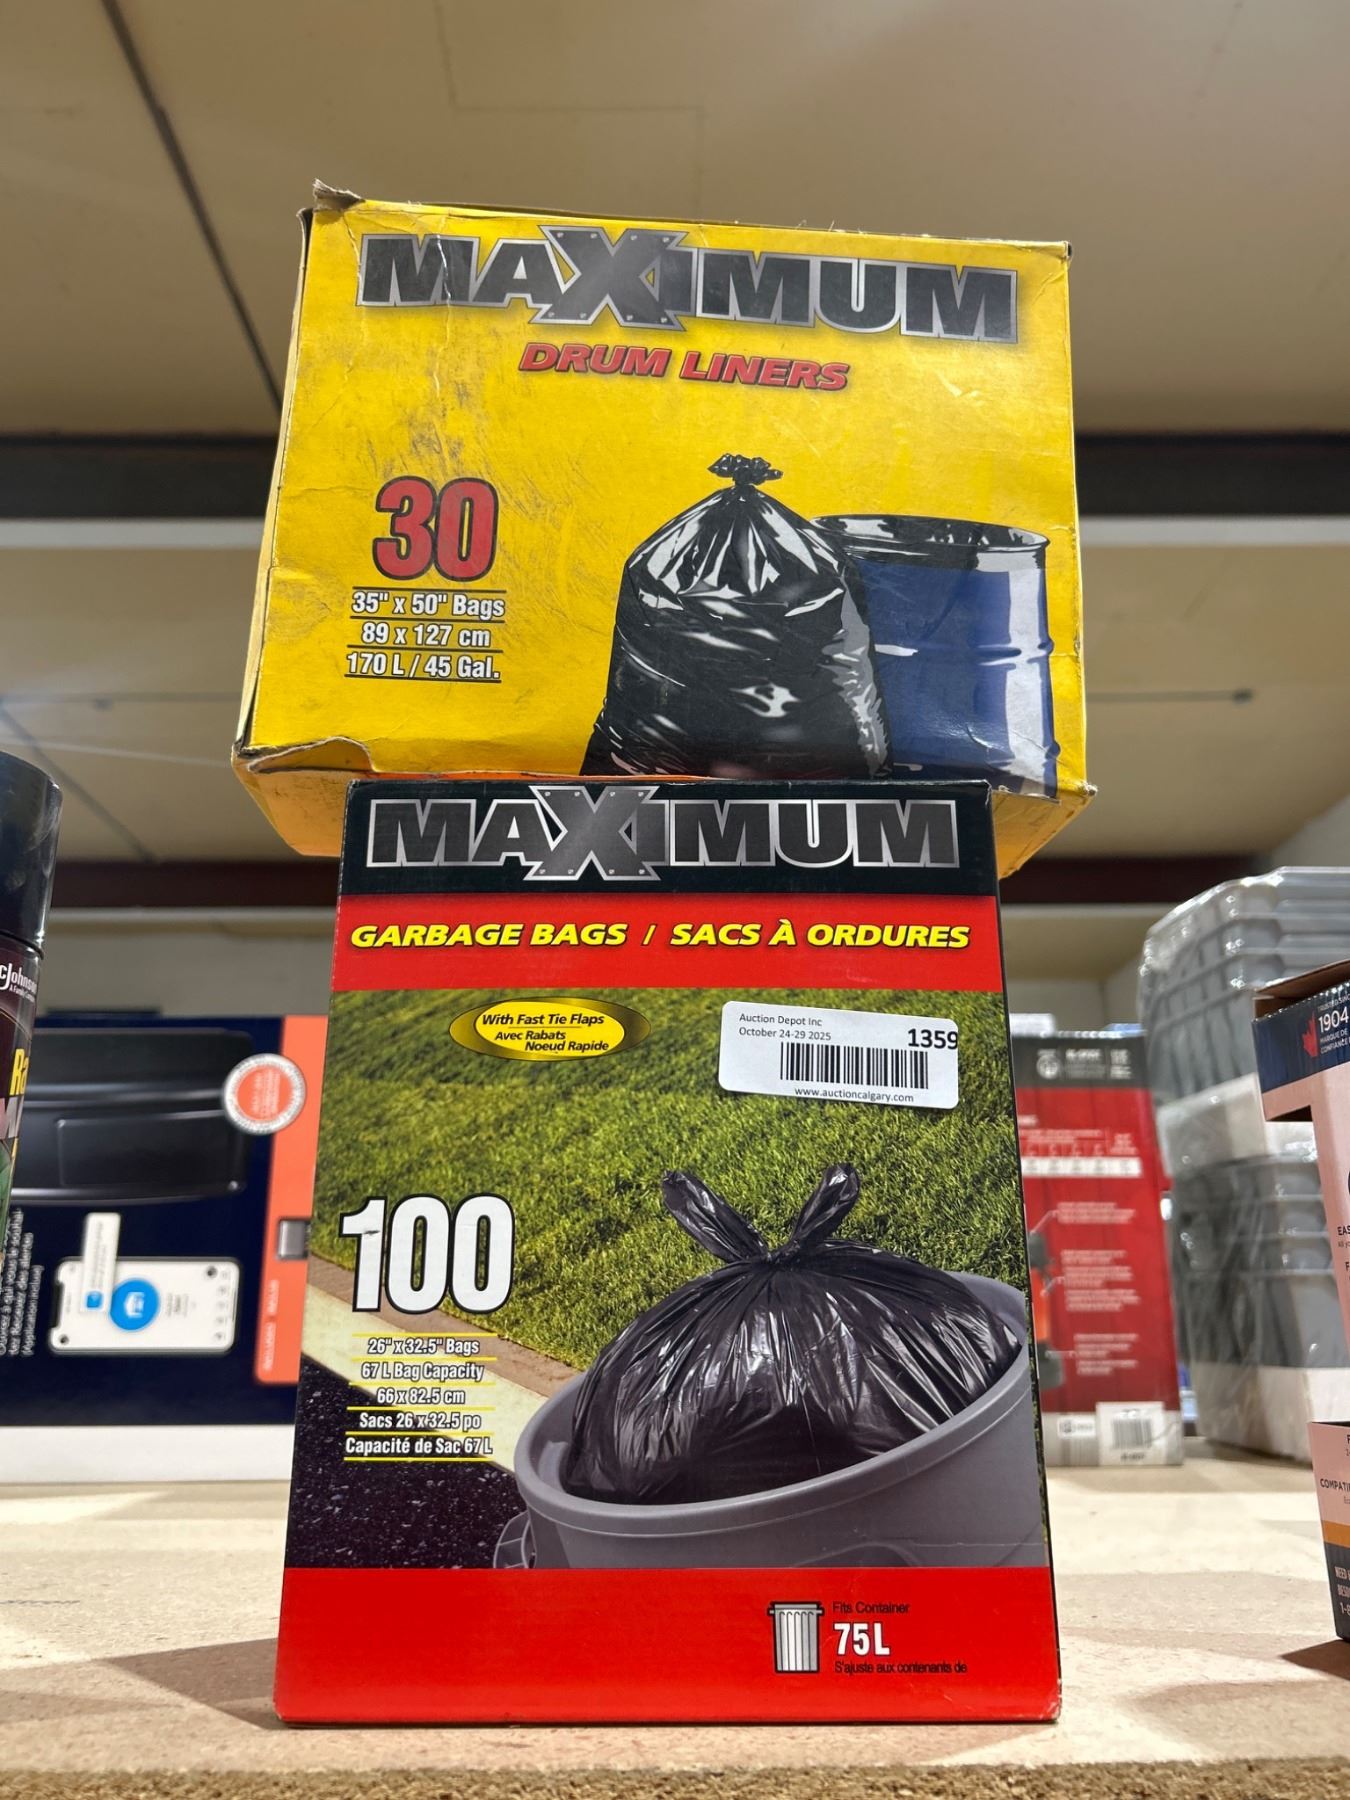 MAXIMUM
DRUM LINERS
30
35" x 50" Bags
89 x 127 cm
170 L / 45 Gal.
MAXIMUM
GARBAGE BAGS / SACS À ORDURES
With Fast Tie Flaps
Avec Rabats
Noeud Rapide
Auction Depot Inc
October 24-29 2025
1359
www.auctioncalgary.com
100
26" x 32.5" Bags
67 L Bag Capacity
66 x 82.5 cm
Sacs 26 x 32.5 po
Capacité de Sac 67 L
Fits Container
75 L
S'ajuste aux contenants de
1904